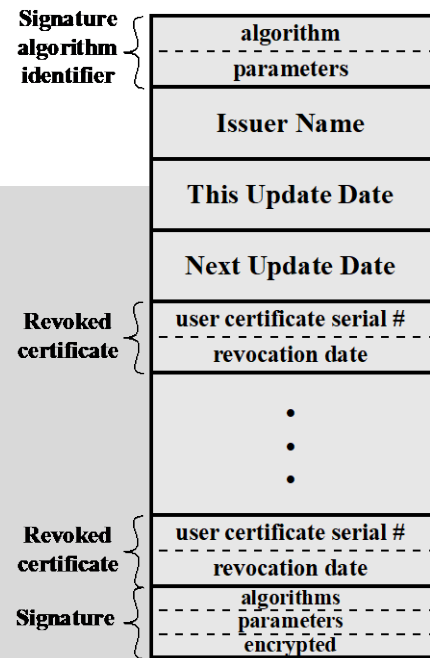 Signature
algorithm
identifier
algorithm
parameters
Issuer Name
This Update Date
Next Update Date
Revoked
certificate
user certificate serial #
revocation date
Revoked
certificate
user certificate serial #
revocation date
Signature
algorithms
parameters
encrypted